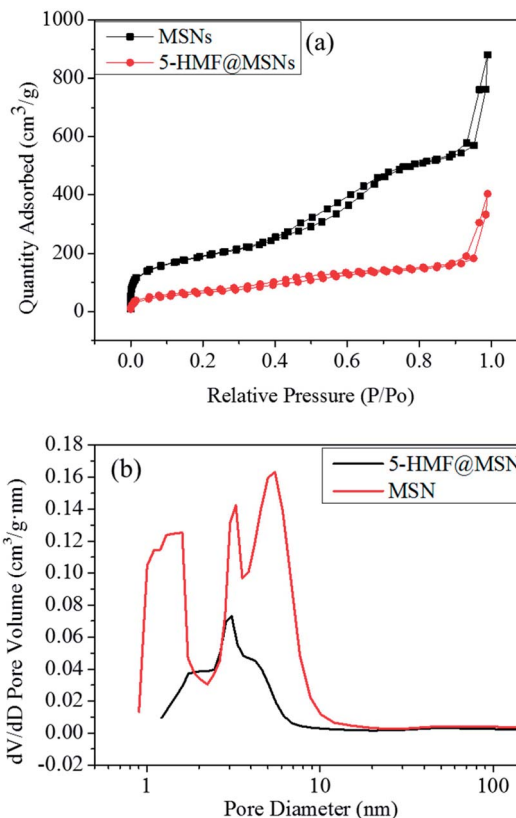 1000
800
600
400
200
0
MSNs
5-HMF@MSNs
(a)
Quantity Adsorbed (cm³/g)
0.0 0.2 0.4 0.6 0.8 1.0
Relative Pressure (P/Po)
0.18
0.16
0.14
0.12
0.10
0.08
0.06
0.04
0.02
0.00
-0.02
(b)
5-HMF@MSN
MSN
dV/dD Pore Volume (cm³/g·nm)
1 10 100
Pore Diameter (nm)